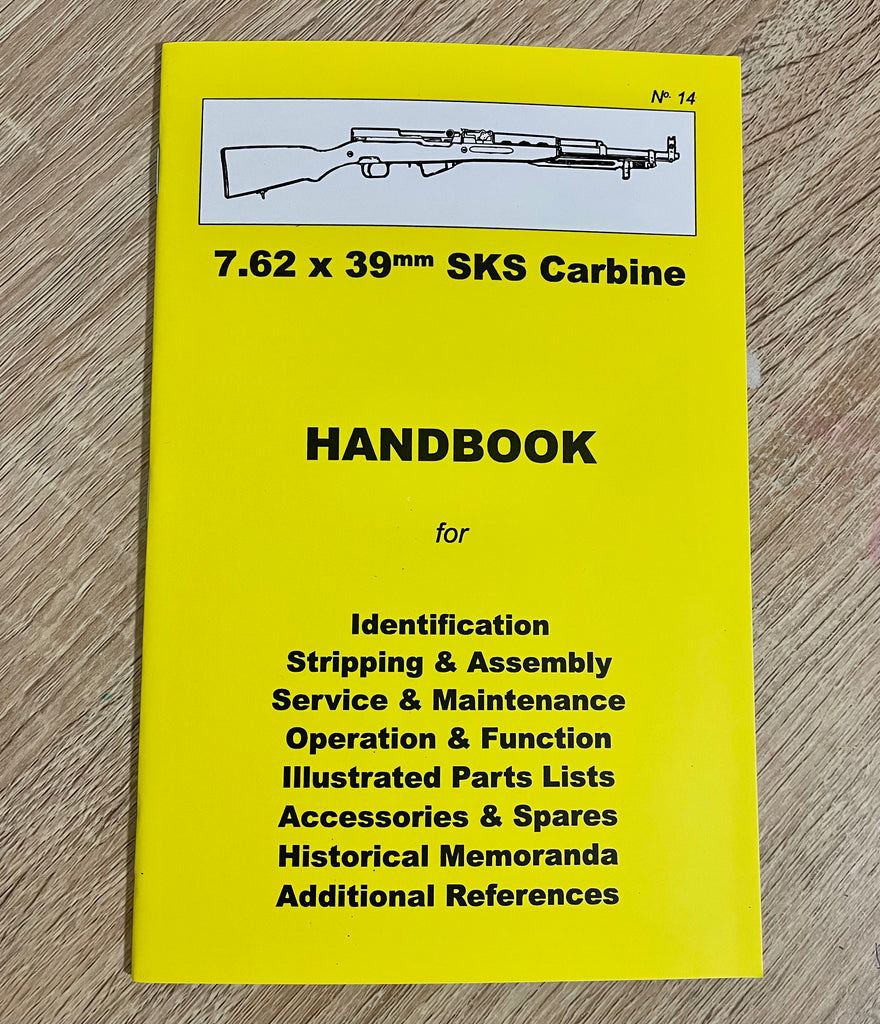 Nº. 14
7.62 x 39mm SKS Carbine
HANDBOOK
for
Identification
Stripping & Assembly
Service & Maintenance
Operation & Function
Illustrated Parts Lists
Accessories & Spares
Historical Memoranda
Additional References